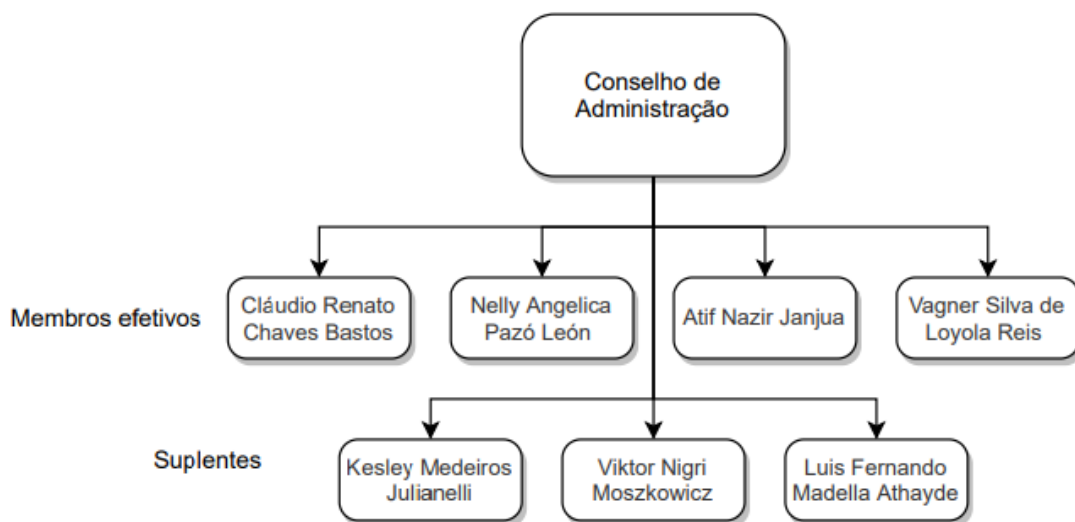 Conselho de
Administração
Membros efetivos
Cláudio Renato
Chaves Bastos
Nelly Angelica
Pazó León
Atif Nazir Janjua
Vagner Silva de
Loyola Reis
Suplentes
Kesley Medeiros
Julianelli
Viktor Nigri
Moszkowicz
Luis Fernando
Madella Athayde